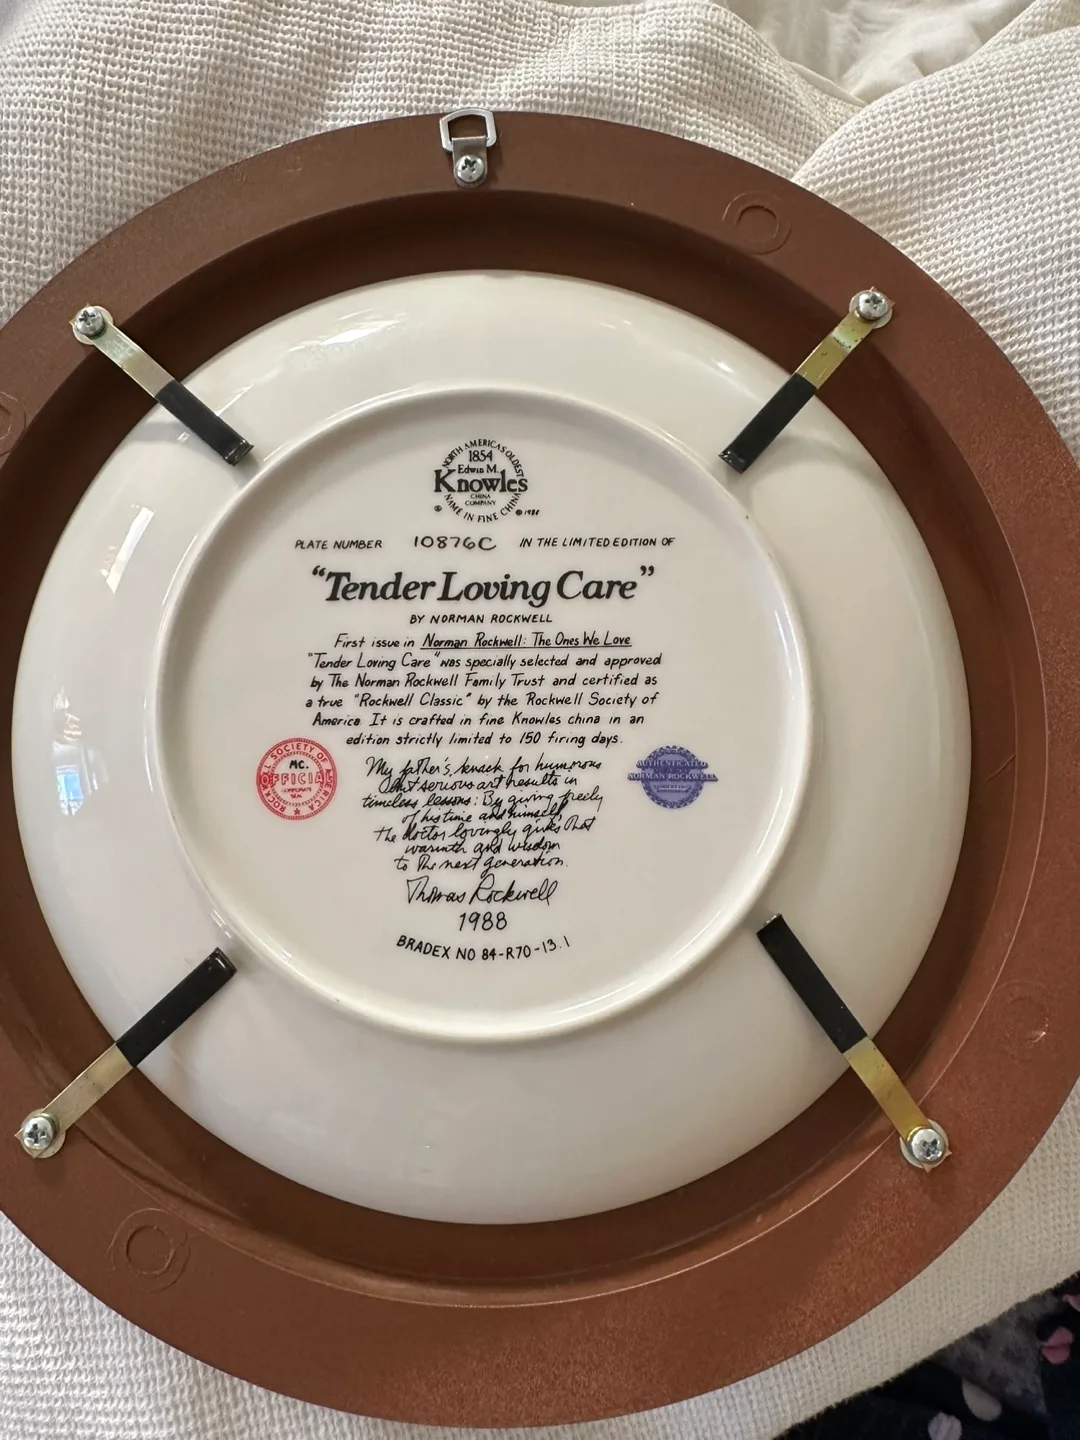 NORTH AMERICA'S OLDEST
1854
Edwin M.
Knowles
CHINA
COMPANY
NAME IN FINE CHINA
® © 1988
PLATE NUMBER 10876C IN THE LIMITED EDITION OF
"Tender Loving Care"
BY NORMAN ROCKWELL
First issue in Norman Rockwell: The Ones We Love
"Tender Loving Care" was specially selected and approved
by The Norman Rockwell Family Trust and certified as
a true "Rockwell Classic" by the Rockwell Society of
America. It is crafted in fine Knowles china in an
edition strictly limited to 150 firing days.
ROCKWELL SOCIETY OF AMERICA
MC.
OFFICIAL
CORPORATE
SEAL
My father's knack for humorous
but serious art results in
timeless lessons: By giving freely
of his time and himself
the doctor lovingly gives that
warmth and wisdom
to the next generation.
Thomas Rockwell
1988
AUTHENTICATED
NORMAN ROCKWELL
BRADEX NO 84-R70-13.1